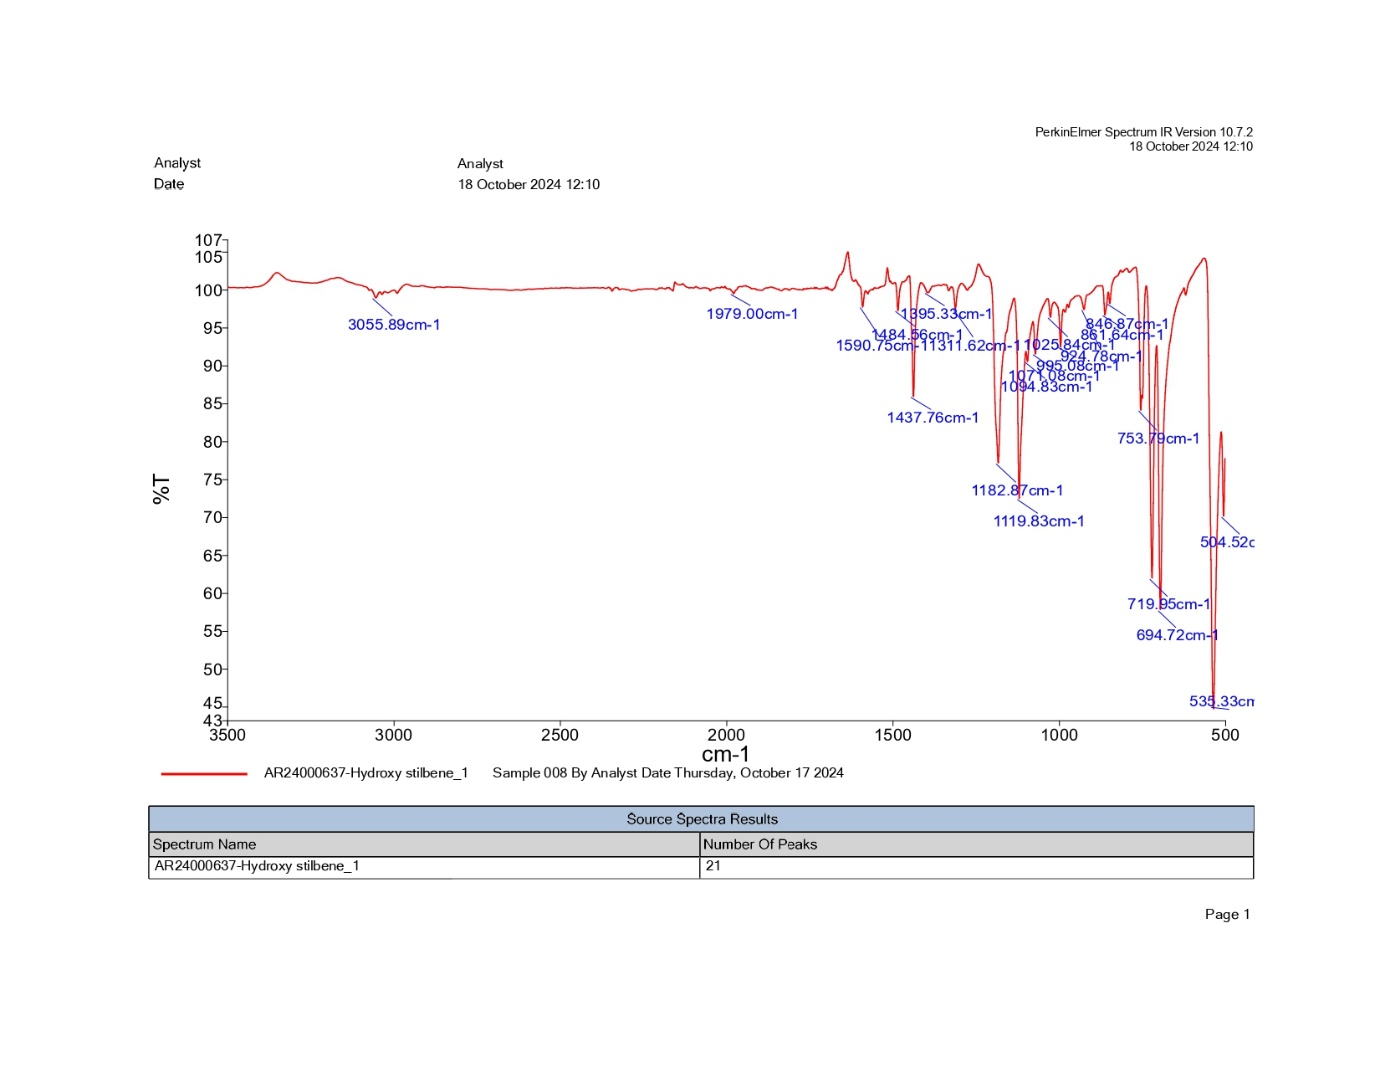 PerkinElmer Spectrum IR Version 10.7.2
18 October 2024 12:10
Analyst Analyst
Date 18 October 2024 12:10
107
105
100
95
90
85
80
75
70
65
60
55
50
45
43
%T
3055.89cm-1
1979.00cm-1
1395.33cm-1
1484.56cm-1
1590.75cm-1
1311.62cm-1
1025.84cm-1
846.87cm-1
861.64cm-1
924.78cm-1
995.08cm-1
1071.08cm-1
1094.83cm-1
1437.76cm-1
753.79cm-1
1182.87cm-1
1119.83cm-1
504.52c
719.95cm-1
694.72cm-1
535.33cm
3500 3000 2500 2000 1500 1000 500
cm-1
AR24000637-Hydroxy stilbene_1 Sample 008 By Analyst Date Thursday, October 17 2024
Source Spectra Results
Spectrum Name Number Of Peaks
AR24000637-Hydroxy stilbene_1 21
Page 1